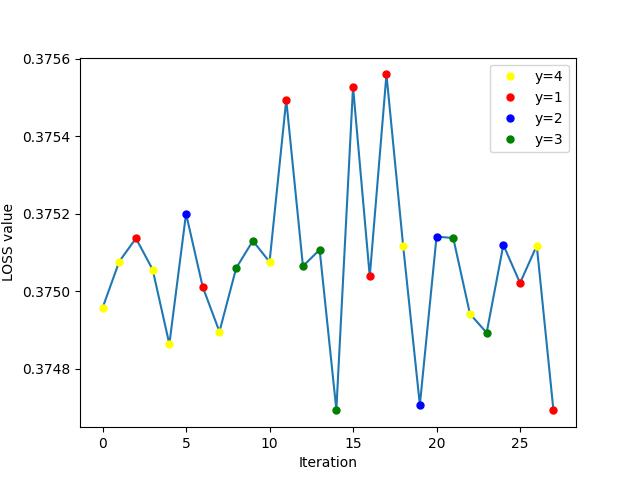 0.3756
0.3754
0.3752
0.3750
0.3748
LOSS value
0 5 10 15 20 25
Iteration
y=4
y=1
y=2
y=3